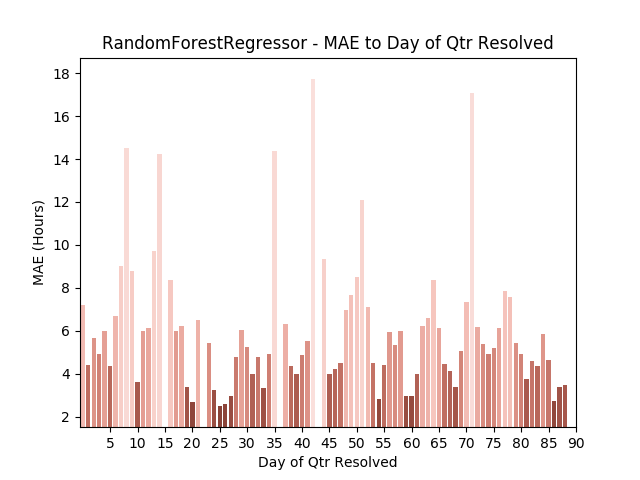 RandomForestRegressor - MAE to Day of Qtr Resolved
18
16
14
12
10
8
6
4
2
MAE (Hours)
5 10 15 20 25 30 35 40 45 50 55 60 65 70 75 80 85 90
Day of Qtr Resolved